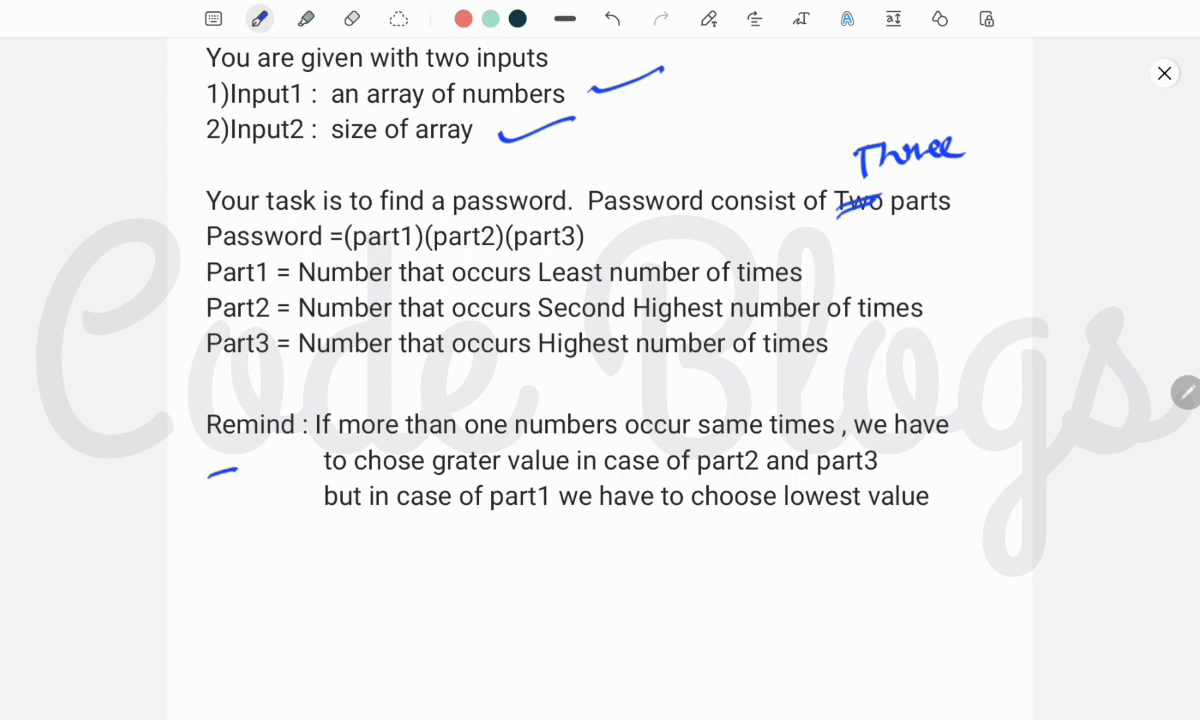 You are given with two inputs
1)Input1 : an array of numbers
2)Input2 : size of array
Three
Your task is to find a password. Password consist of Two parts
Password =(part1)(part2)(part3)
Part1 = Number that occurs Least number of times
Part2 = Number that occurs Second Highest number of times
Part3 = Number that occurs Highest number of times
Code Blogs
Remind : If more than one numbers occur same times , we have
to chose grater value in case of part2 and part3
but in case of part1 we have to choose lowest value